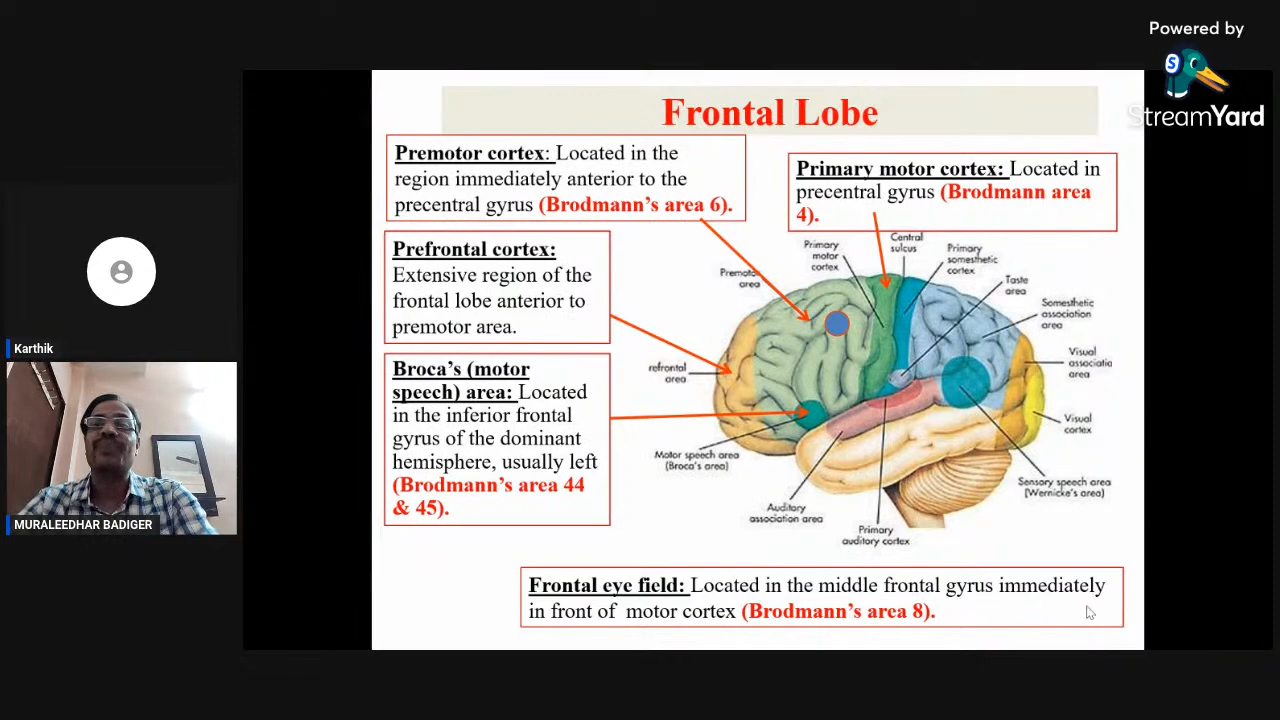 Powered by
S
StreamYard
Frontal Lobe
Premotor cortex: Located in the
region immediately anterior to the
precentral gyrus (Brodmann's area 6).
Primary motor cortex: Located in
precentral gyrus (Brodmann area
4).
Prefrontal cortex:
Extensive region of the
frontal lobe anterior to
premotor area.
Broca's (motor
speech) area: Located
in the inferior frontal
gyrus of the dominant
hemisphere, usually left
(Brodmann's area 44
& 45).
Premotor
area
Primary
motor
cortex
Central
sulcus
Primary
somesthetic
cortex
Taste
area
Somesthetic
association
area
Visual
associatio
area
Visual
cortex
Sensory speech area
(Wernicke's area)
refrontal
area
Motor speech area
(Broca's area)
Auditory
association area
Primary
auditory cortex
Frontal eye field: Located in the middle frontal gyrus immediately
in front of motor cortex (Brodmann's area 8).
Karthik
MURALEEDHAR BADIGER